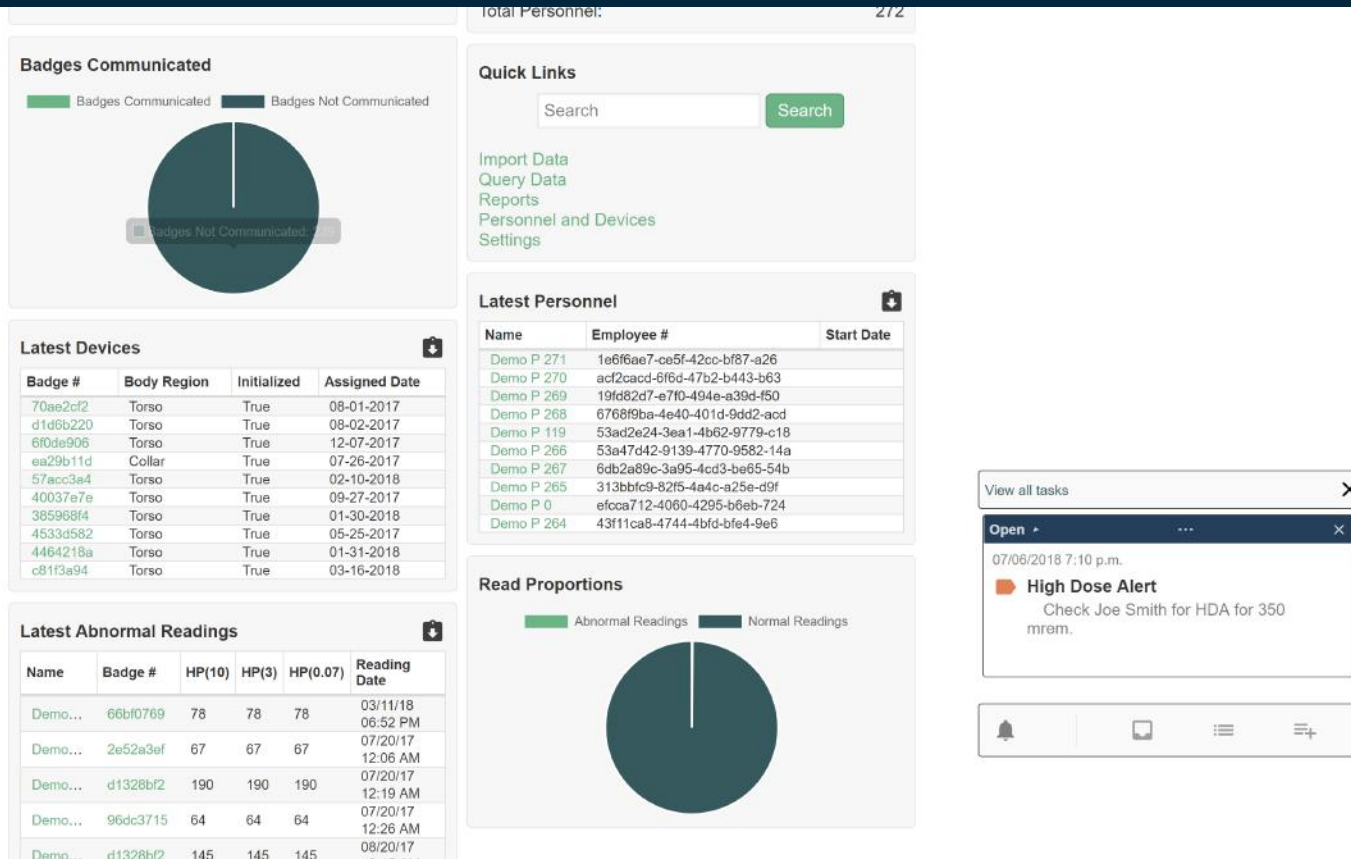 Total Personnel: 272
Badges Communicated
Badges Communicated Badges Not Communicated
Badges Not Communicated:
Latest Devices
Badge # Body Region Initialized Assigned Date
70ae2cf2 Torso True 08-01-2017
d1d6b220 Torso True 08-02-2017
6f0de906 Torso True 12-07-2017
ea29b11d Collar True 07-26-2017
57acc3a4 Torso True 02-10-2018
40037e7e Torso True 09-27-2017
385968f4 Torso True 01-30-2018
4533d582 Torso True 05-25-2017
4464218a Torso True 01-31-2018
c81f3a94 Torso True 03-16-2018
Latest Abnormal Readings
Name Badge # HP(10) HP(3) HP(0.07) Reading
Date
Demo... 66bf0769 78 78 78 03/11/18
06:52 PM
Demo... 2e52a3ef 67 67 67 07/20/17
12:06 AM
Demo... d1328bf2 190 190 190 07/20/17
12:19 AM
Demo... 96dc3715 64 64 64 07/20/17
12:26 AM
Demo... d1328bf2 145 145 145 08/20/17
Quick Links
Search Search
Import Data
Query Data
Reports
Personnel and Devices
Settings
Latest Personnel
Name Employee # Start Date
Demo P 271 1e6f6ae7-ce5f-42cc-bf87-a26
Demo P 270 acf2cacd-6f6d-47b2-b443-b63
Demo P 269 19fd82d7-e7f0-494e-a39d-f50
Demo P 268 6768f9ba-4e40-401d-9dd2-acd
Demo P 119 53ad2e24-3ea1-4b62-9779-c18
Demo P 266 53a47d42-9139-4770-9582-14a
Demo P 267 6db2a89c-3a95-4cd3-be65-54b
Demo P 265 313bbfc9-82f5-4a4c-a25e-d9f
Demo P 0 efcca712-4060-4295-b6eb-724
Demo P 264 43f11ca8-4744-4bfd-bfe4-9e6
Read Proportions
Abnormal Readings Normal Readings
View all tasks
Open
07/06/2018 7:10 p.m.
High Dose Alert
Check Joe Smith for HDA for 350
mrem.